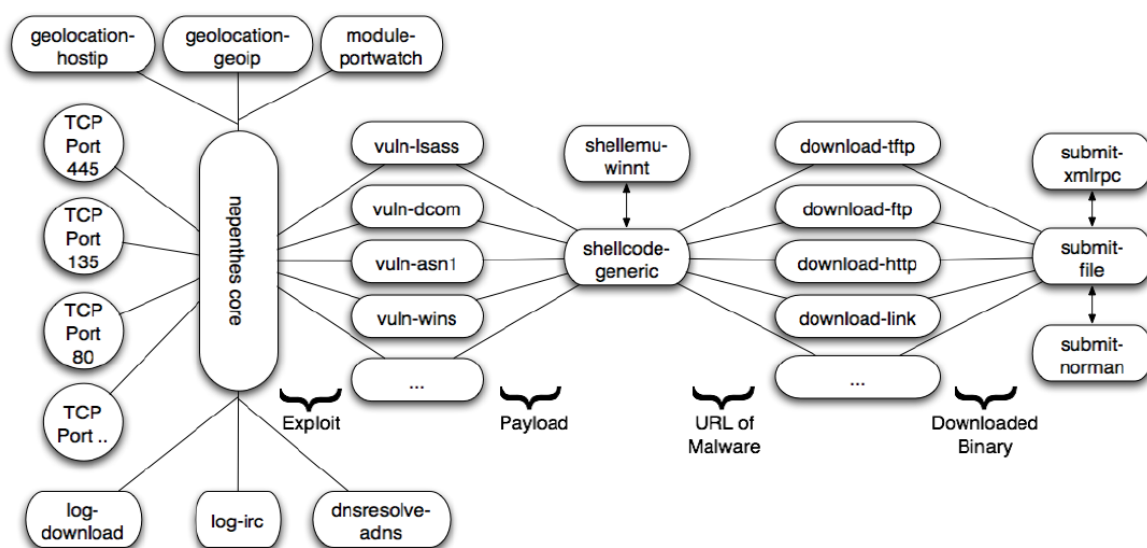 geolocation-
hostip
geolocation-
geoip
module-
portwatch
TCP
Port
445
TCP
Port
135
TCP
Port
80
TCP
Port ..
nepenthes core
vuln-lsass
vuln-dcom
vuln-asn1
vuln-wins
...
shellemu-
winnt
shellcode-
generic
download-tftp
download-ftp
download-http
download-link
...
submit-
xmlrpc
submit-
file
submit-
norman
Exploit
Payload
URL of
Malware
Downloaded
Binary
log-
download
log-irc
dnsresolve-
adns